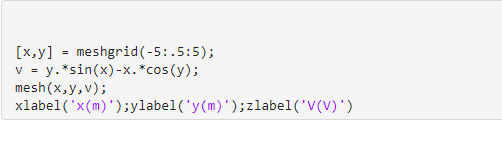 [x,y] = meshgrid(-5:.5:5);
v = y.*sin(x)-x.*cos(y);
mesh(x,y,v);
xlabel('x(m)');ylabel('y(m)');zlabel('V(V)')